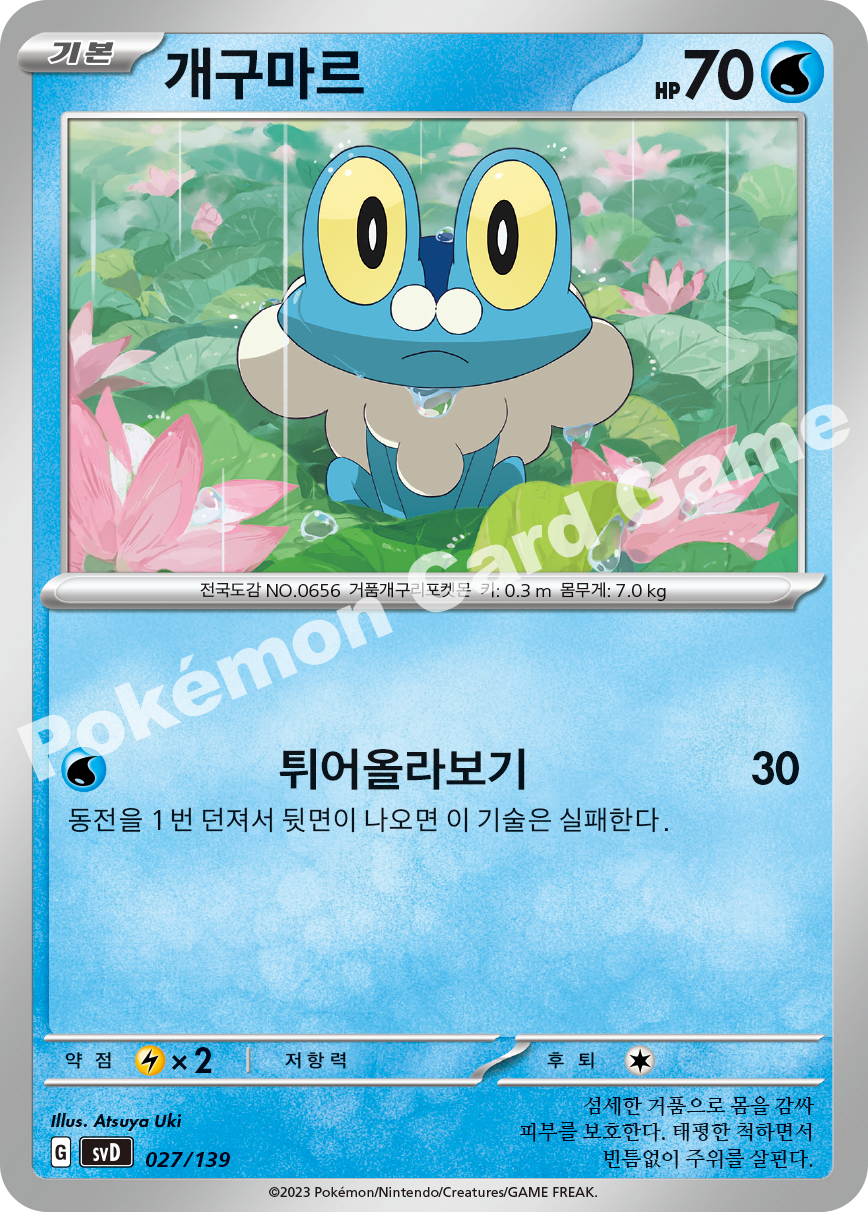 기본 개구마르 HP 70
전국도감 NO.0656 거품개구리포켓몬 키: 0.3 m 몸무게: 7.0 kg
Pokémon Card Game
튀어올라보기 30
동전을 1번 던져서 뒷면이 나오면 이 기술은 실패한다.
약점 ×2 저항력 후퇴
Illus. Atsuya Uki
G svD 027/139
섬세한 거품으로 몸을 감싸
피부를 보호한다. 태평한 척하면서
빈틈없이 주위를 살핀다.
©2023 Pokémon/Nintendo/Creatures/GAME FREAK.